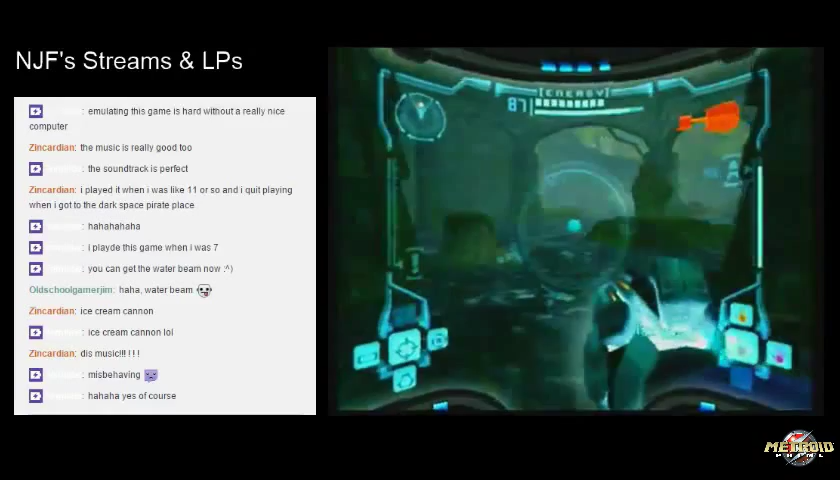 NJF's Streams & LPs
: emulating this game is hard without a really nice
computer
Zincardian: the music is really good too
: the soundtrack is perfect
Zincardian: i played it when i was like 11 or so and i quit playing
when i got to the dark space pirate place
: hahahahaha
: i playde this game when i was 7
: you can get the water beam now :^)
Oldschoolgamerjim: haha, water beam
Zincardian: ice cream cannon
: ice cream cannon lol
Zincardian: dis music!!! ! !
: misbehaving
: hahaha yes of course
[ENERGY]
87
METROID
PRIME